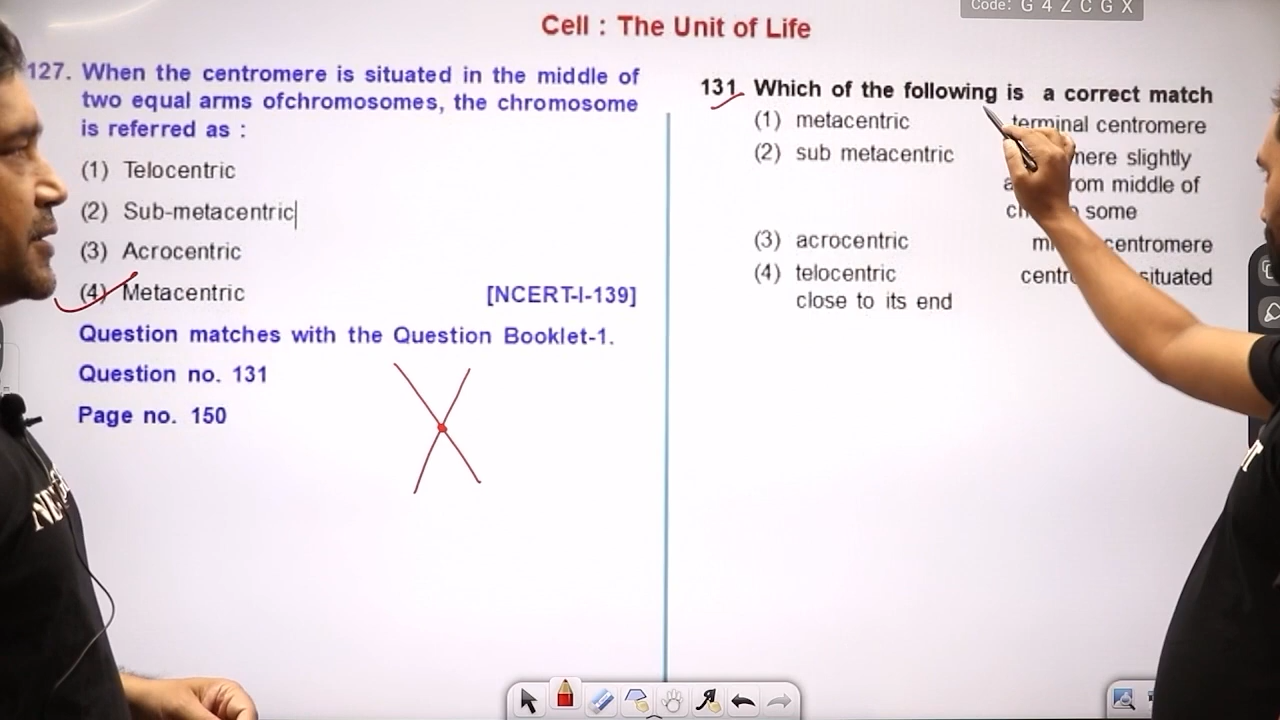 Code: G 4 Z C G X
Cell : The Unit of Life
127. When the centromere is situated in the middle of
two equal arms ofchromosomes, the chromosome
is referred as :
(1) Telocentric
(2) Sub-metacentric
(3) Acrocentric
(4) Metacentric [NCERT-I-139]
Question matches with the Question Booklet-1.
Question no. 131
Page no. 150
131. Which of the following is a correct match
(1) metacentric terminal centromere
(2) sub metacentric slightly
middle of
some
(3) acrocentric centromere
(4) telocentric situated
close to its end